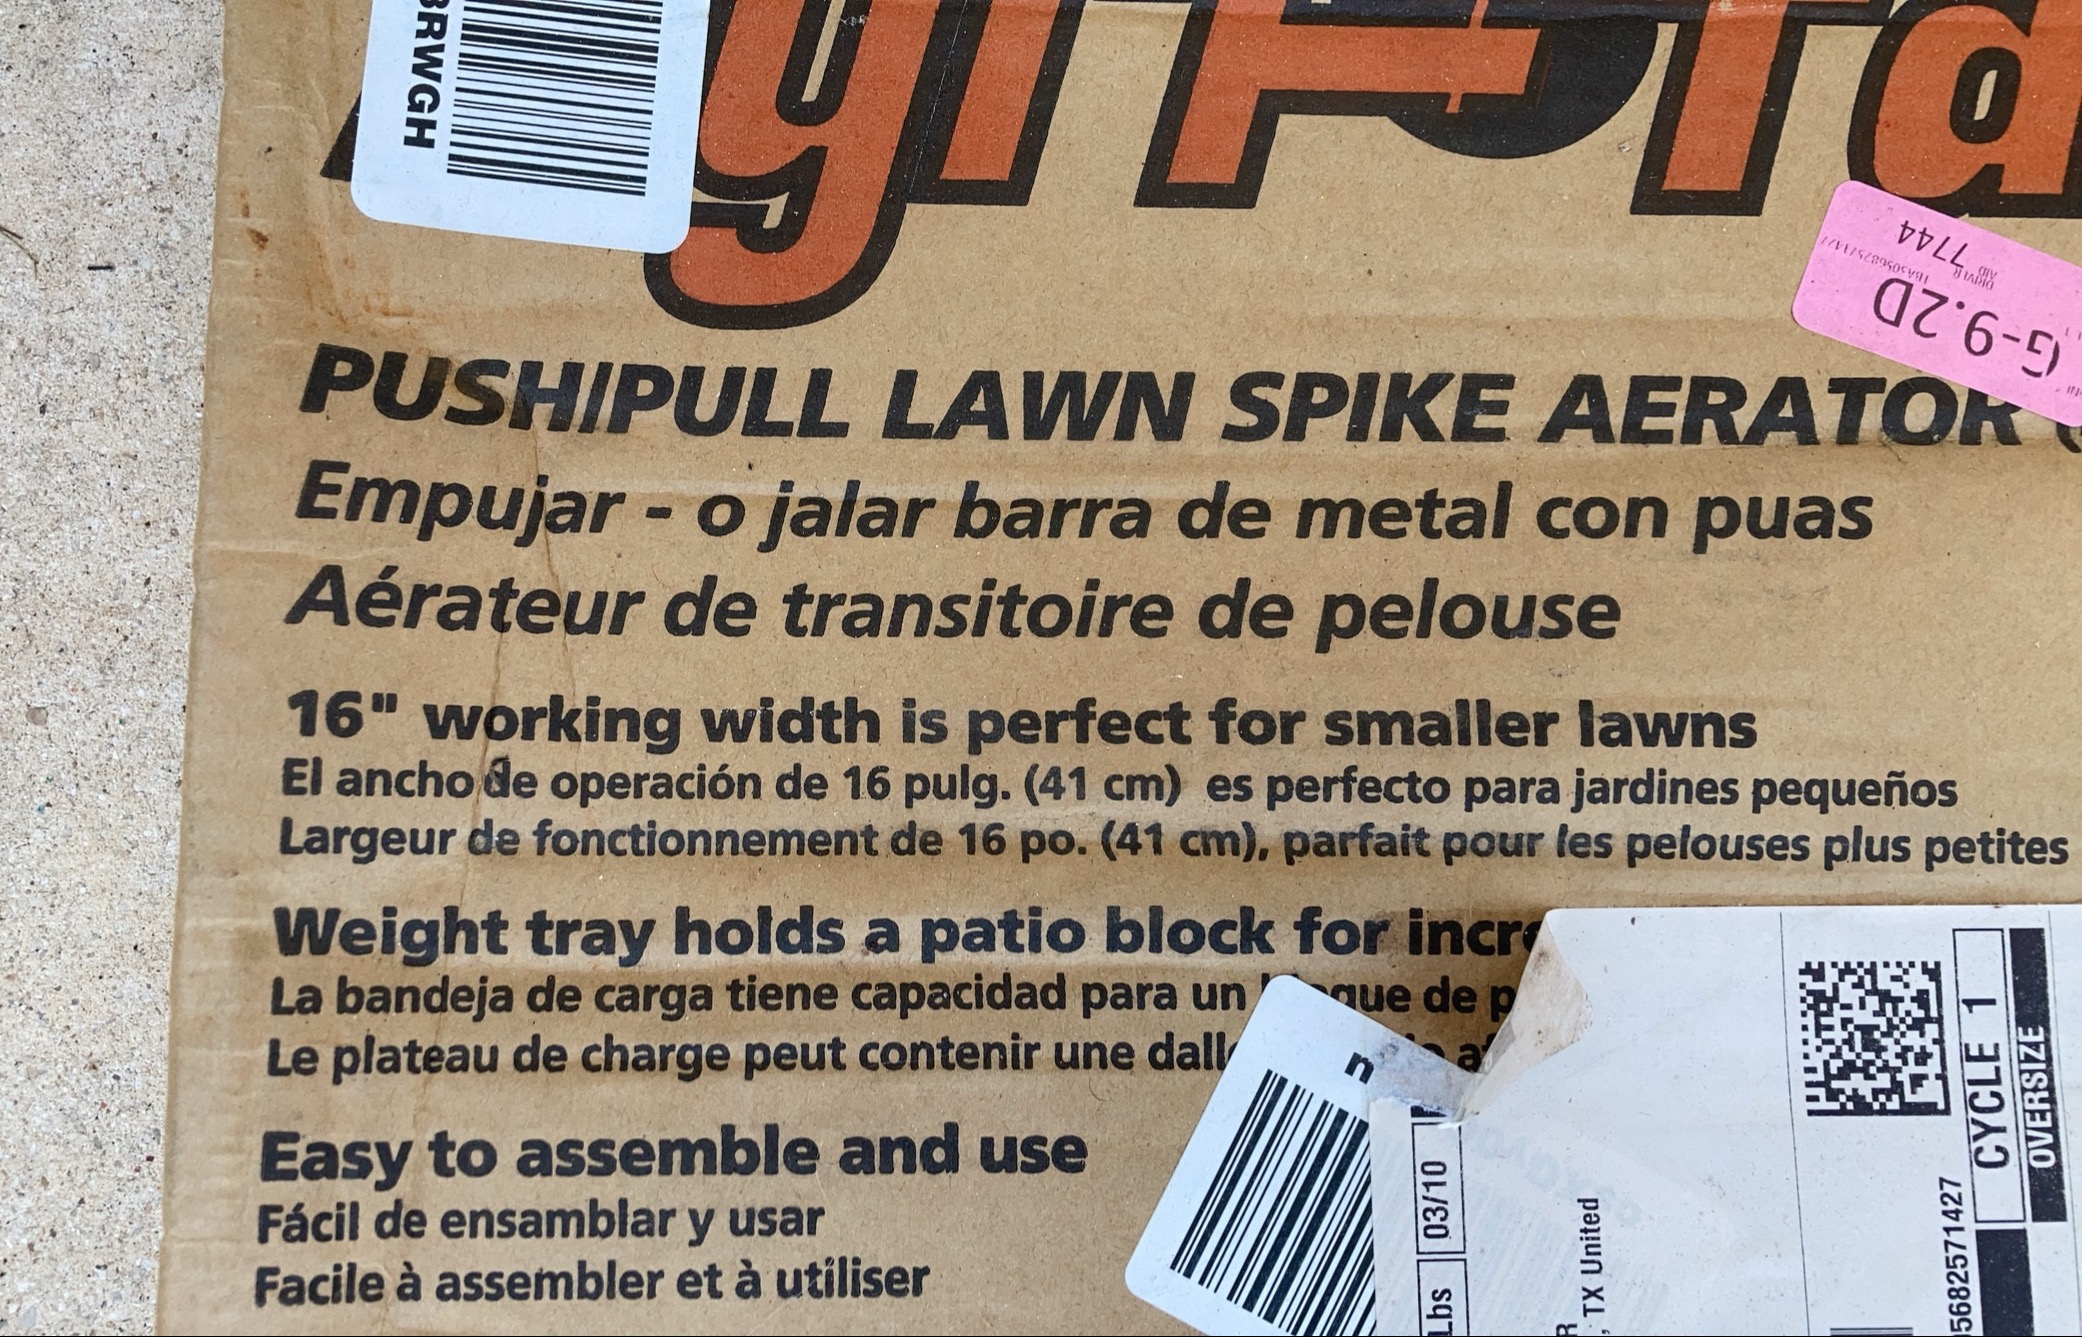 BRWGH
7744
G-9.2D
PUSH/PULL LAWN SPIKE AERATOR
Empujar - o jalar barra de metal con puas
Aérateur de transitoire de pelouse
16" working width is perfect for smaller lawns
El ancho de operación de 16 pulg. (41 cm) es perfecto para jardines pequeños
Largeur de fonctionnement de 16 po. (41 cm), parfait pour les pelouses plus petites
Weight tray holds a patio block for
La bandeja de carga tiene capacidad para un de
Le plateau de charge peut contenir une
Easy to assemble and use
Fácil de ensamblar y usar
Facile à assembler et à utiliser
Lbs 03/10
, TX United
5682571427
CYCLE 1
OVERSIZE